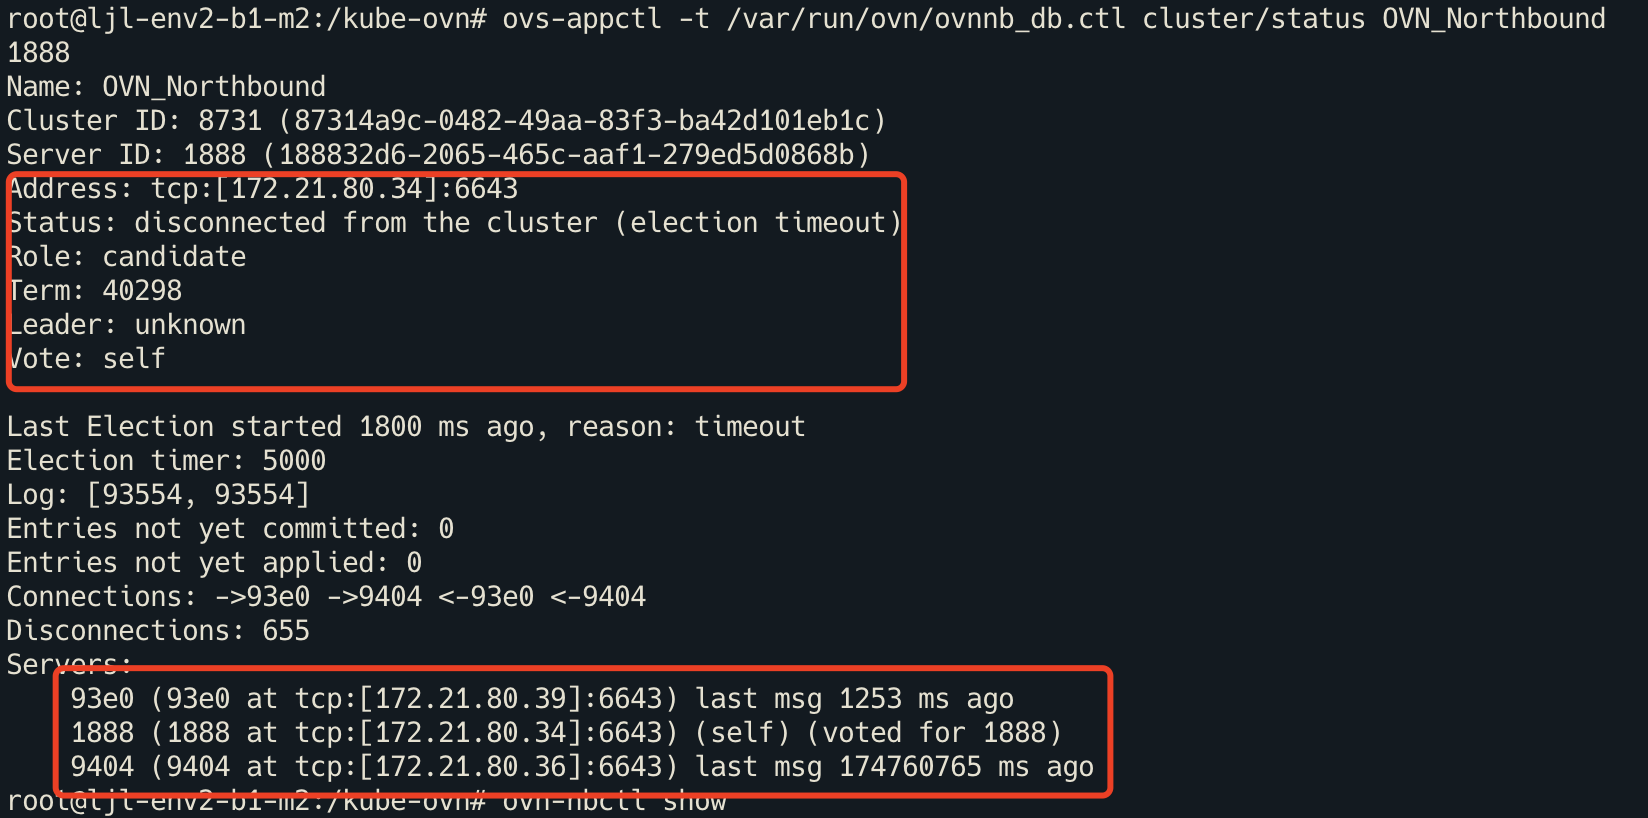 root@ljl-env2-b1-m2:/kube-ovn# ovs-appctl -t /var/run/ovn/ovnnb_db.ctl cluster/status OVN_Northbound
1888
Name: OVN_Northbound
Cluster ID: 8731 (87314a9c-0482-49aa-83f3-ba42d101eb1c)
Server ID: 1888 (188832d6-2065-465c-aaf1-279ed5d0868b)
Address: tcp:[172.21.80.34]:6643
Status: disconnected from the cluster (election timeout)
Role: candidate
Term: 40298
Leader: unknown
Vote: self
Last Election started 1800 ms ago, reason: timeout
Election timer: 5000
Log: [93554, 93554]
Entries not yet committed: 0
Entries not yet applied: 0
Connections: ->93e0 ->9404 <-93e0 <-9404
Disconnections: 655
Servers:
93e0 (93e0 at tcp:[172.21.80.39]:6643) last msg 1253 ms ago
1888 (1888 at tcp:[172.21.80.34]:6643) (self) (voted for 1888)
9404 (9404 at tcp:[172.21.80.36]:6643) last msg 174760765 ms ago
root@ljl-env2-b1-m2:/kube-ovn# ovn-nbctl show